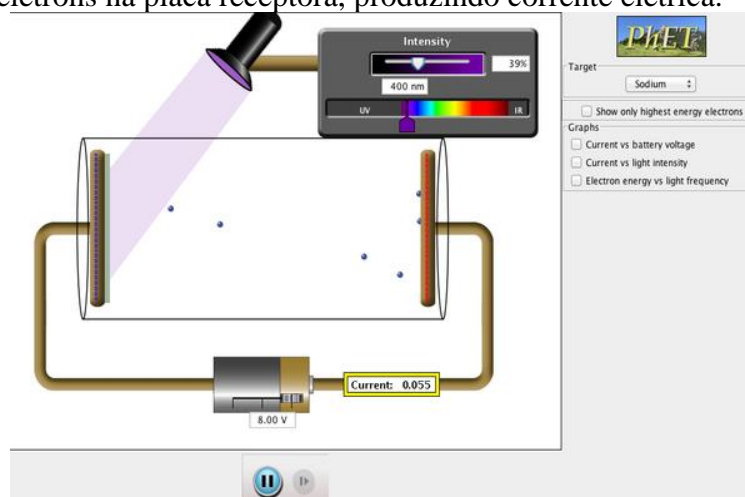 elétrons na placa receptora, produzindo corrente elétrica.
Intensity
39%
400 nm
UV
IR
PhET
Target
Sodium
Show only highest energy electrons
Graphs
Current vs battery voltage
Current vs light intensity
Electron energy vs light frequency
Current: 0.055
8.00 V